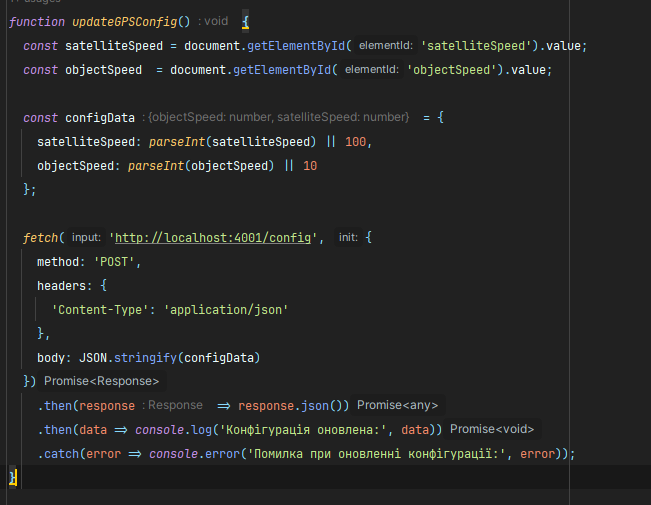 function updateGPSConfig() : void {
const satelliteSpeed = document.getElementById( elementId: 'satelliteSpeed').value;
const objectSpeed = document.getElementById( elementId: 'objectSpeed').value;
const configData : {objectSpeed: number, satelliteSpeed: number} = {
satelliteSpeed: parseInt(satelliteSpeed) || 100,
objectSpeed: parseInt(objectSpeed) || 10
};
fetch( input: 'http://localhost:4001/config', init: {
method: 'POST',
headers: {
'Content-Type': 'application/json'
},
body: JSON.stringify(configData)
}) Promise<Response>
.then(response : Response => response.json()) Promise<any>
.then(data => console.log('Конфігурація оновлена:', data)) Promise<void>
.catch(error => console.error('Помилка при оновленні конфігурації:', error));
}